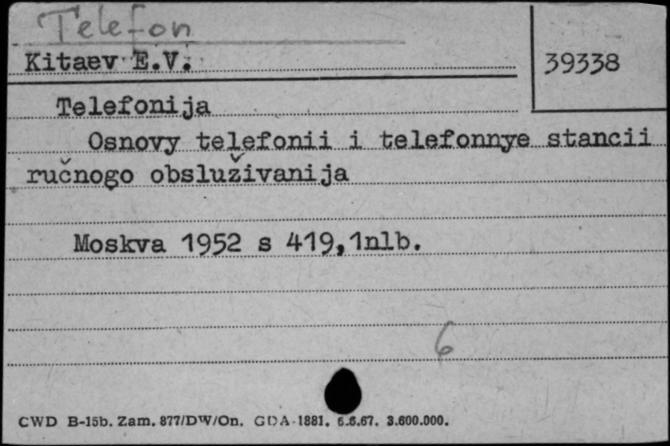 Telefon
Kitaev E.V.
39338
Telefonija
Osnovy telefonii i telefonnye stancii
ručnogo obsluživanija
Moskva 1952 s 419,1nlb.
6
CWD B-15b. Zam. 877/DW/On. GDA-1881. 6.6.67. 3.600.000.